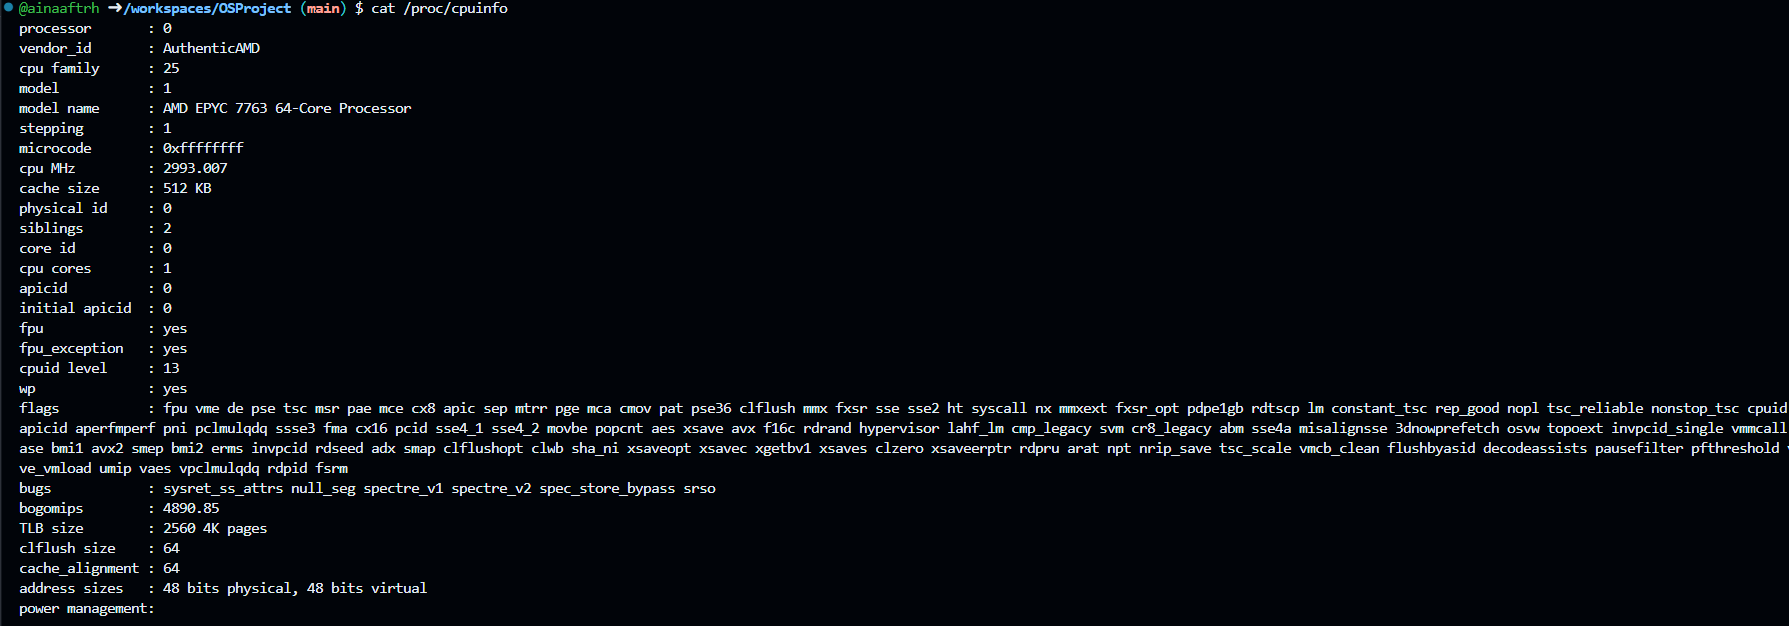 @ainaaftrh ➜/workspaces/OSProject (main) $ cat /proc/cpuinfo
processor       : 0
vendor_id       : AuthenticAMD
cpu family      : 25
model           : 1
model name      : AMD EPYC 7763 64-Core Processor
stepping        : 1
microcode       : 0xffffffff
cpu MHz         : 2993.007
cache size      : 512 KB
physical id     : 0
siblings        : 2
core id         : 0
cpu cores       : 1
apicid          : 0
initial apicid  : 0
fpu             : yes
fpu_exception   : yes
cpuid level     : 13
wp              : yes
flags           : fpu vme de pse tsc msr pae mce cx8 apic sep mtrr pge mca cmov pat pse36 clflush mmx fxsr sse sse2 ht syscall nx mmxext fxsr_opt pdpe1gb rdtscp lm constant_tsc rep_good nopl tsc_reliable nonstop_tsc cpuid
apicid aperfmperf pni pclmulqdq ssse3 fma cx16 pcid sse4_1 sse4_2 movbe popcnt aes xsave avx f16c rdrand hypervisor lahf_lm cmp_legacy svm cr8_legacy abm sse4a misalignsse 3dnowprefetch osvw topoext invpcid_single vmmcall
ase bmi1 avx2 smep bmi2 erms invpcid rdseed adx smap clflushopt clwb sha_ni xsaveopt xsavec xgetbv1 xsaves clzero xsaveerptr rdpru arat npt nrip_save tsc_scale vmcb_clean flushbyasid decodeassists pausefilter pfthreshold
ve_vmload umip vaes vpclmulqdq rdpid fsrm
bugs            : sysret_ss_attrs null_seg spectre_v1 spectre_v2 spec_store_bypass srso
bogomips        : 4890.85
TLB size        : 2560 4K pages
clflush size    : 64
cache_alignment : 64
address sizes   : 48 bits physical, 48 bits virtual
power management: